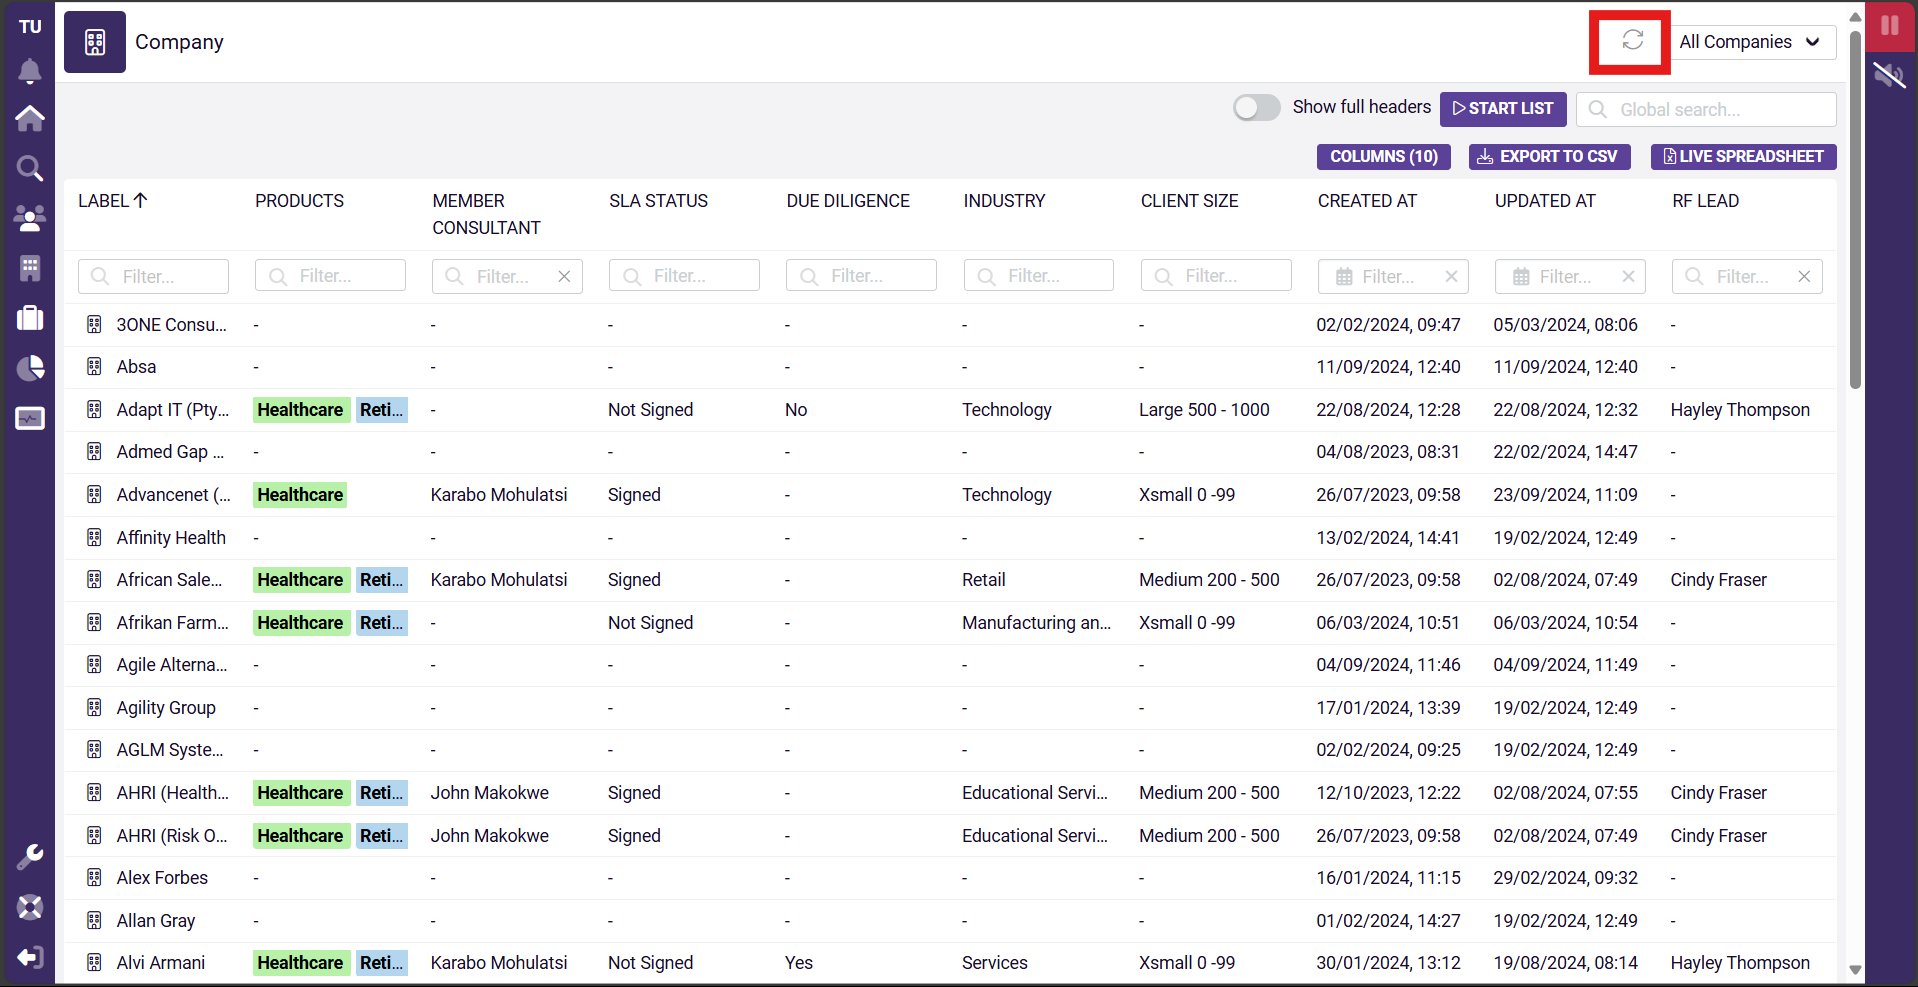 TU
Company
All Companies
Show full headers
START LIST
Global search...
COLUMNS (10)
EXPORT TO CSV
LIVE SPREADSHEET
LABEL PRODUCTS MEMBER CONSULTANT SLA STATUS DUE DILIGENCE INDUSTRY CLIENT SIZE CREATED AT UPDATED AT RF LEAD
Filter... Filter... Filter... Filter... Filter... Filter... Filter... Filter... Filter... Filter...
3ONE Consu... - - - - - - 02/02/2024, 09:47 05/03/2024, 08:06 -
Absa - - - - - - 11/09/2024, 12:40 11/09/2024, 12:40 -
Adapt IT (Pty... Healthcare Reti... - Not Signed No Technology Large 500 - 1000 22/08/2024, 12:28 22/08/2024, 12:32 Hayley Thompson
Admed Gap ... - - - - - - 04/08/2023, 08:31 22/02/2024, 14:47 -
Advancenet (... Healthcare Karabo Mohulatsi Signed - Technology Xsmall 0 -99 26/07/2023, 09:58 23/09/2024, 11:09 -
Affinity Health - - - - - - 13/02/2024, 14:41 19/02/2024, 12:49 -
African Sale... Healthcare Reti... Karabo Mohulatsi Signed - Retail Medium 200 - 500 26/07/2023, 09:58 02/08/2024, 07:49 Cindy Fraser
Afrikan Farm... Healthcare Reti... - Not Signed - Manufacturing an... Xsmall 0 -99 06/03/2024, 10:51 06/03/2024, 10:54 -
Agile Alterna... - - - - - - 04/09/2024, 11:46 04/09/2024, 11:49 -
Agility Group - - - - - - 17/01/2024, 13:39 19/02/2024, 12:49 -
AGLM Syste... - - - - - - 02/02/2024, 09:25 19/02/2024, 12:49 -
AHRI (Health... Healthcare Reti... John Makokwe Signed - Educational Servi... Medium 200 - 500 12/10/2023, 12:22 02/08/2024, 07:55 Cindy Fraser
AHRI (Risk O... Healthcare Reti... John Makokwe Signed - Educational Servi... Medium 200 - 500 26/07/2023, 09:58 02/08/2024, 07:49 Cindy Fraser
Alex Forbes - - - - - - 16/01/2024, 11:15 29/02/2024, 09:32 -
Allan Gray - - - - - - 01/02/2024, 14:27 19/02/2024, 12:49 -
Alvi Armani Healthcare Reti... Karabo Mohulatsi Not Signed Yes Services Xsmall 0 -99 30/01/2024, 13:12 19/08/2024, 08:14 Hayley Thompson